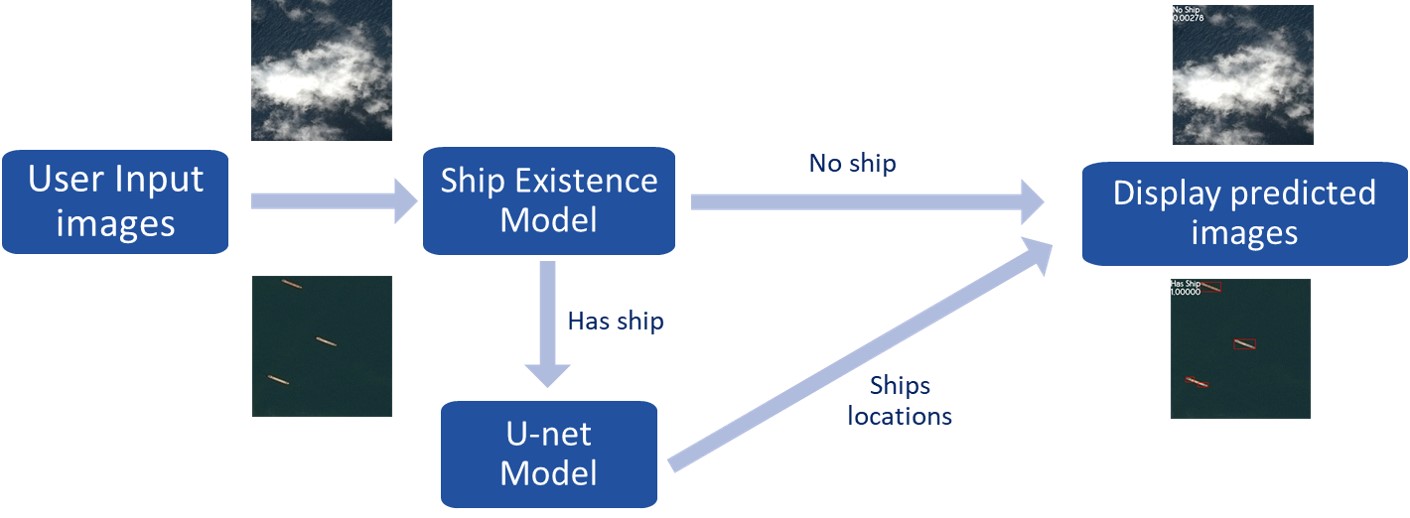 No Ship
0.00278
User Input
images
Ship Existence
Model
No ship
Display predicted
images
Has ship
Has Ship
1.00000
Ships
locations
U-net
Model